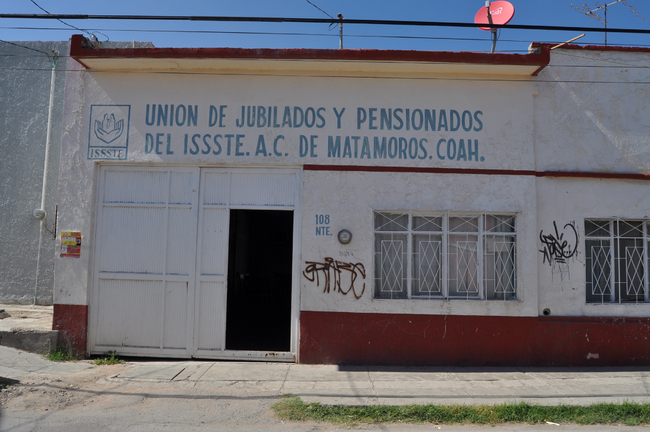 UNION DE JUBILADOS Y PENSIONADOS
DEL ISSSTE. A.C. DE MATAMOROS. COAH.
ISSSTE
108
NTE.